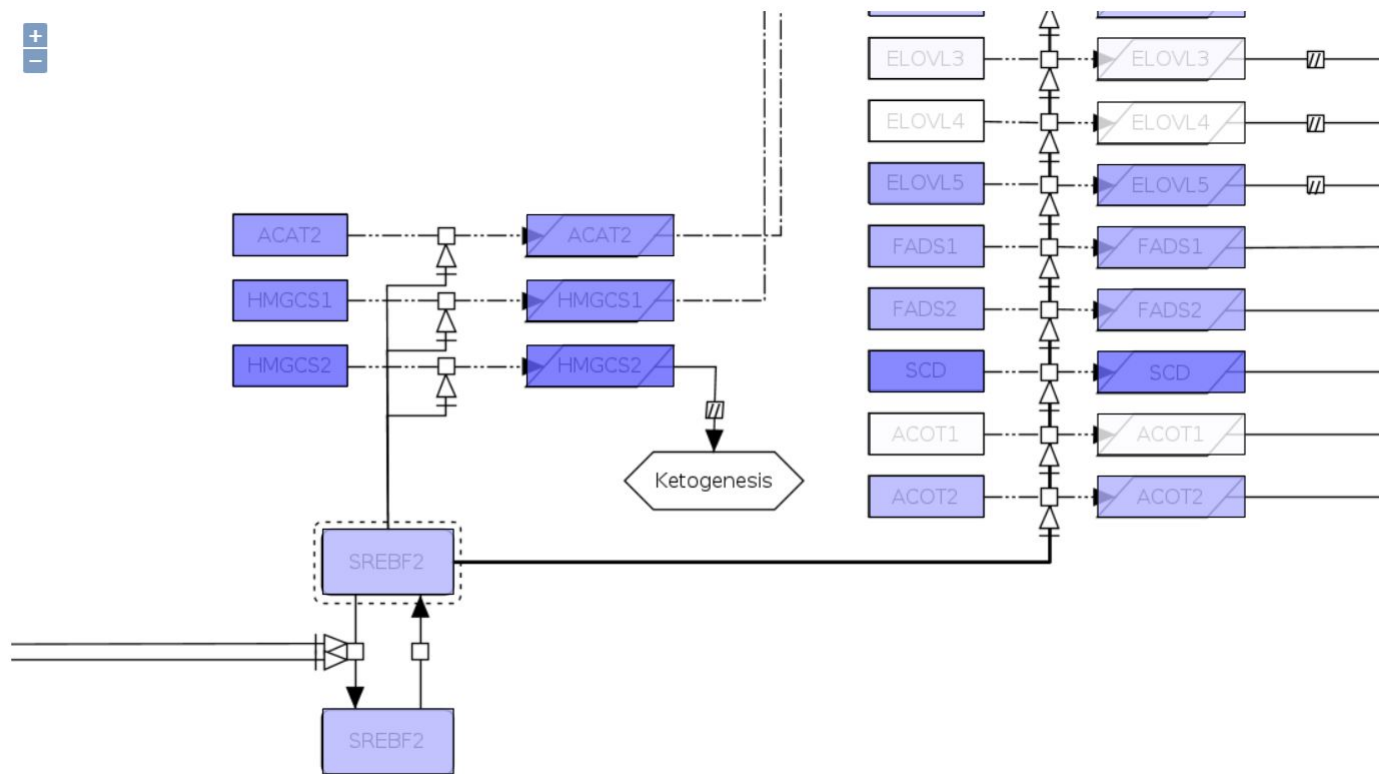 +
−
ELOVL3 ELOVL3
ELOVL4 ELOVL4
ELOVL5 ELOVL5
ACAT2 ACAT2 FADS1 FADS1
HMGCS1 HMGCS1 FADS2 FADS2
HMGCS2 HMGCS2 SCD SCD
ACOT1 ACOT1
Ketogenesis ACOT2 ACOT2
SREBF2
SREBF2